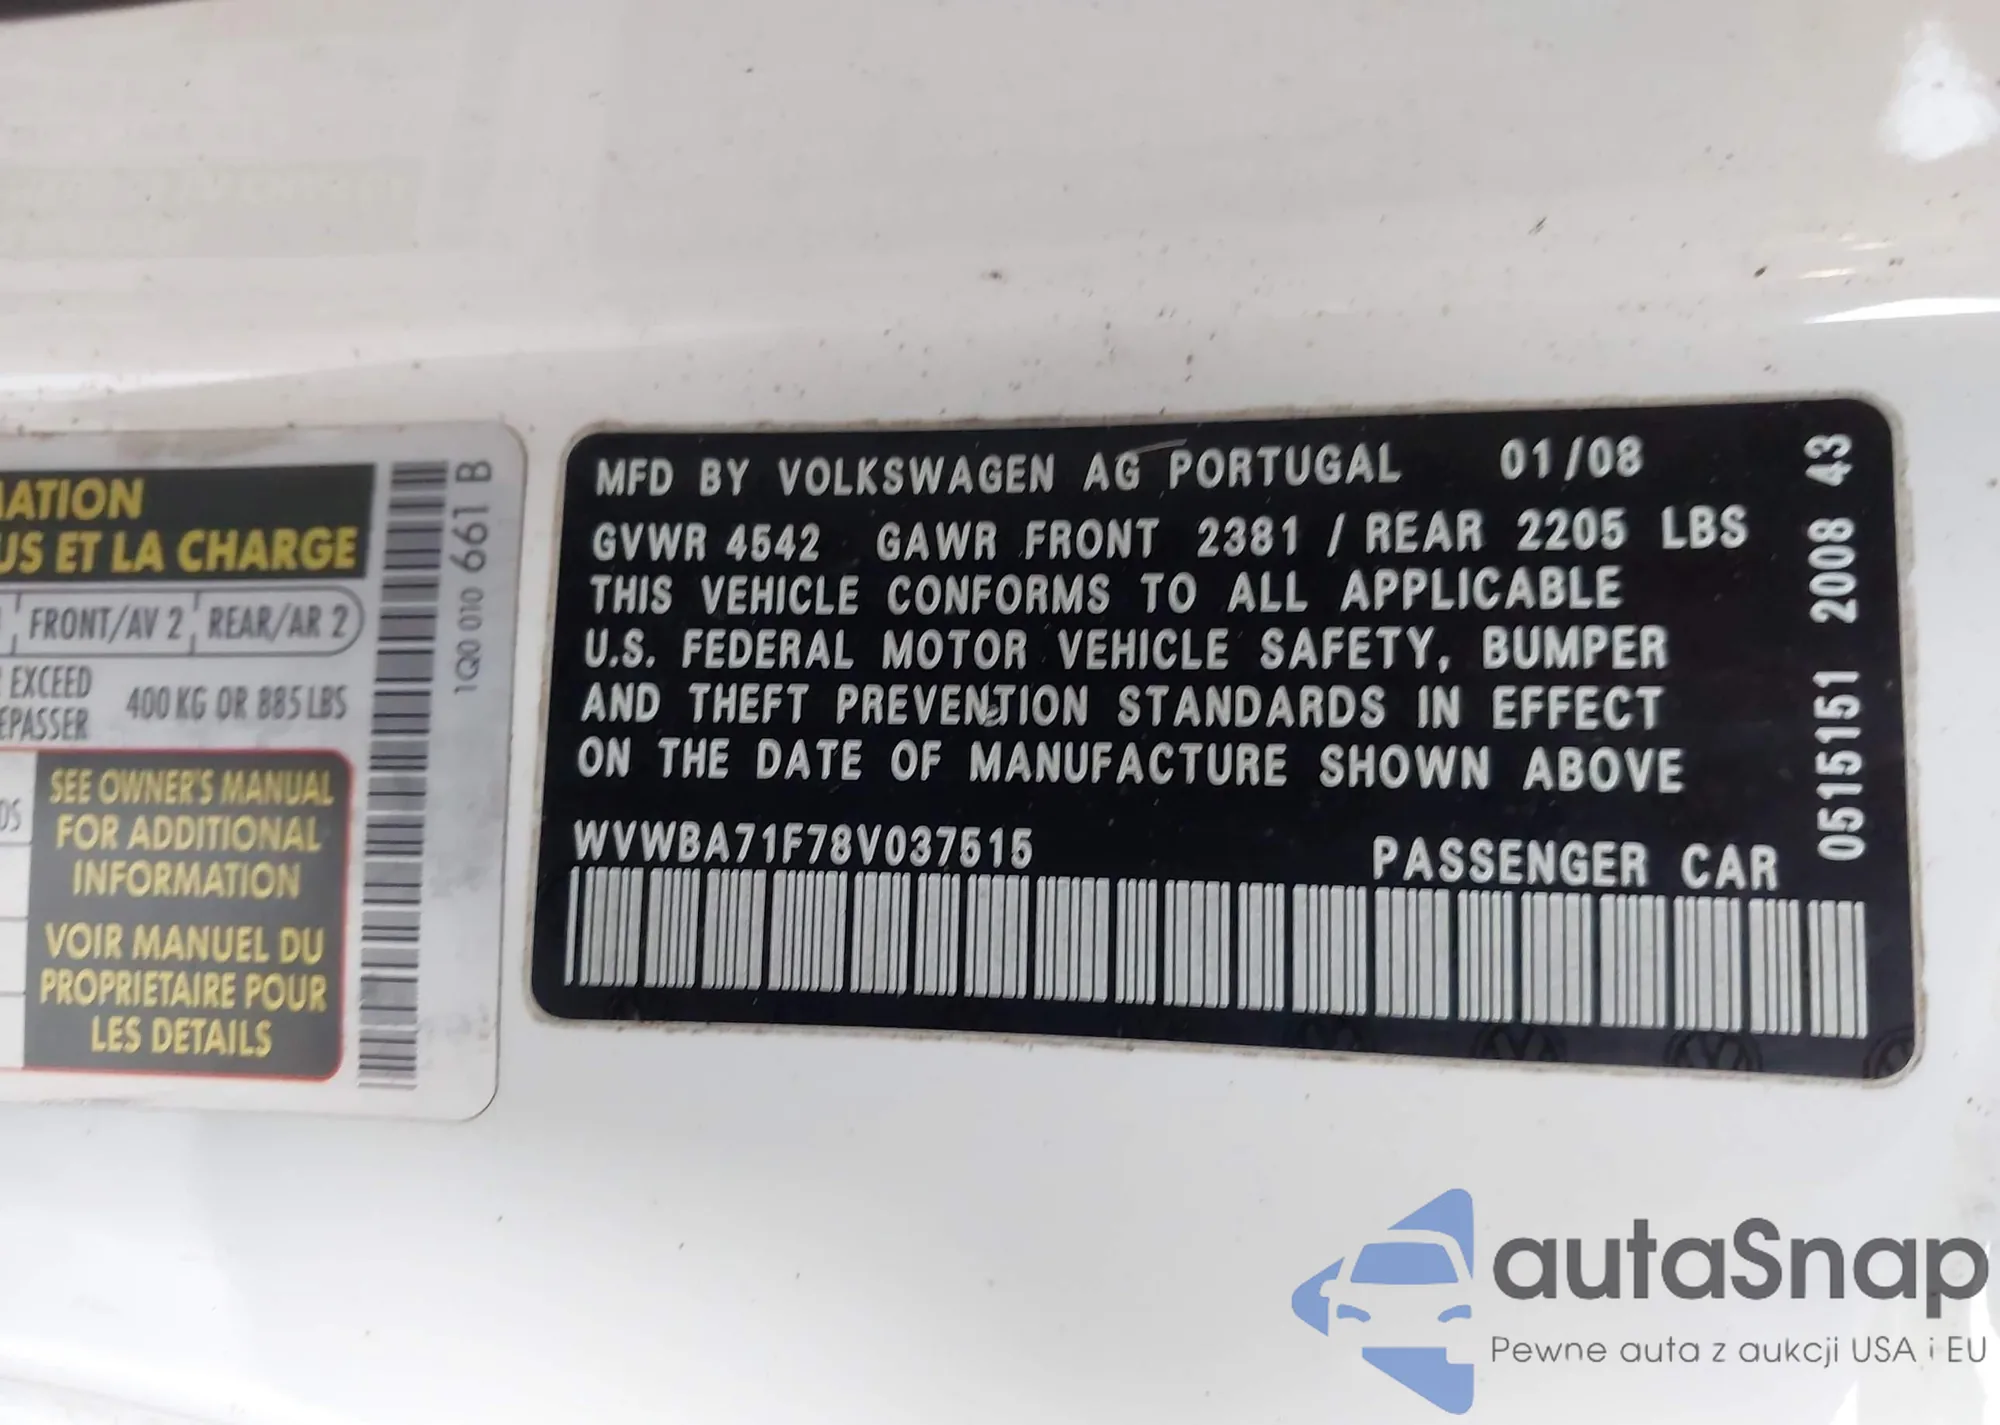 MATION
US ET LA CHARGE
FRONT/AV 2 REAR/AR 2
EXCEED
400 KG OR 885 LBS
SEE OWNER'S MANUAL
FOR ADDITIONAL
INFORMATION
VOIR MANUEL DU
PROPRIETAIRE POUR
LES DETAILS
1Q0 010 661 B
MFD BY VOLKSWAGEN AG PORTUGAL 01/08
GVWR 4542 GAWR FRONT 2381 / REAR 2205 LBS
THIS VEHICLE CONFORMS TO ALL APPLICABLE
U.S. FEDERAL MOTOR VEHICLE SAFETY, BUMPER
AND THEFT PREVENTION STANDARDS IN EFFECT
ON THE DATE OF MANUFACTURE SHOWN ABOVE
WVWBA71F78V037515 PASSENGER CAR
0515151 2008 43
autaSnap
Pewne auta z aukcji USA i EU